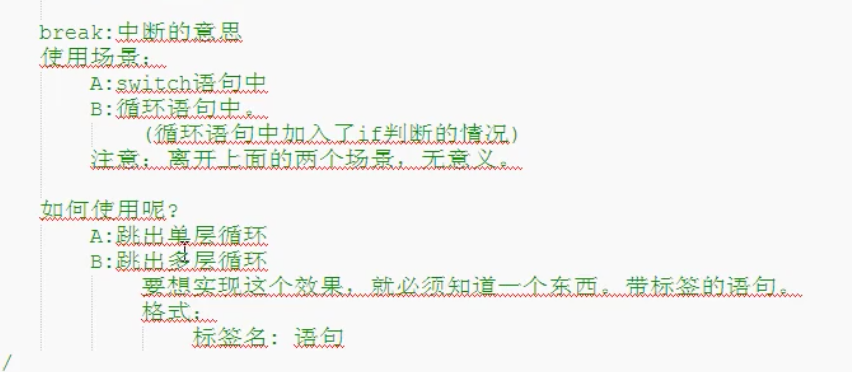 break:中断的意思
使用场景：
A:switch语句中
B:循环语句中。
(循环语句中加入了if判断的情况)
注意：离开上面的两个场景，无意义。
如何使用呢?
A:跳出单层循环
B:跳出多层循环
要想实现这个效果，就必须知道一个东西。带标签的语句。
格式：
标签名: 语句
/